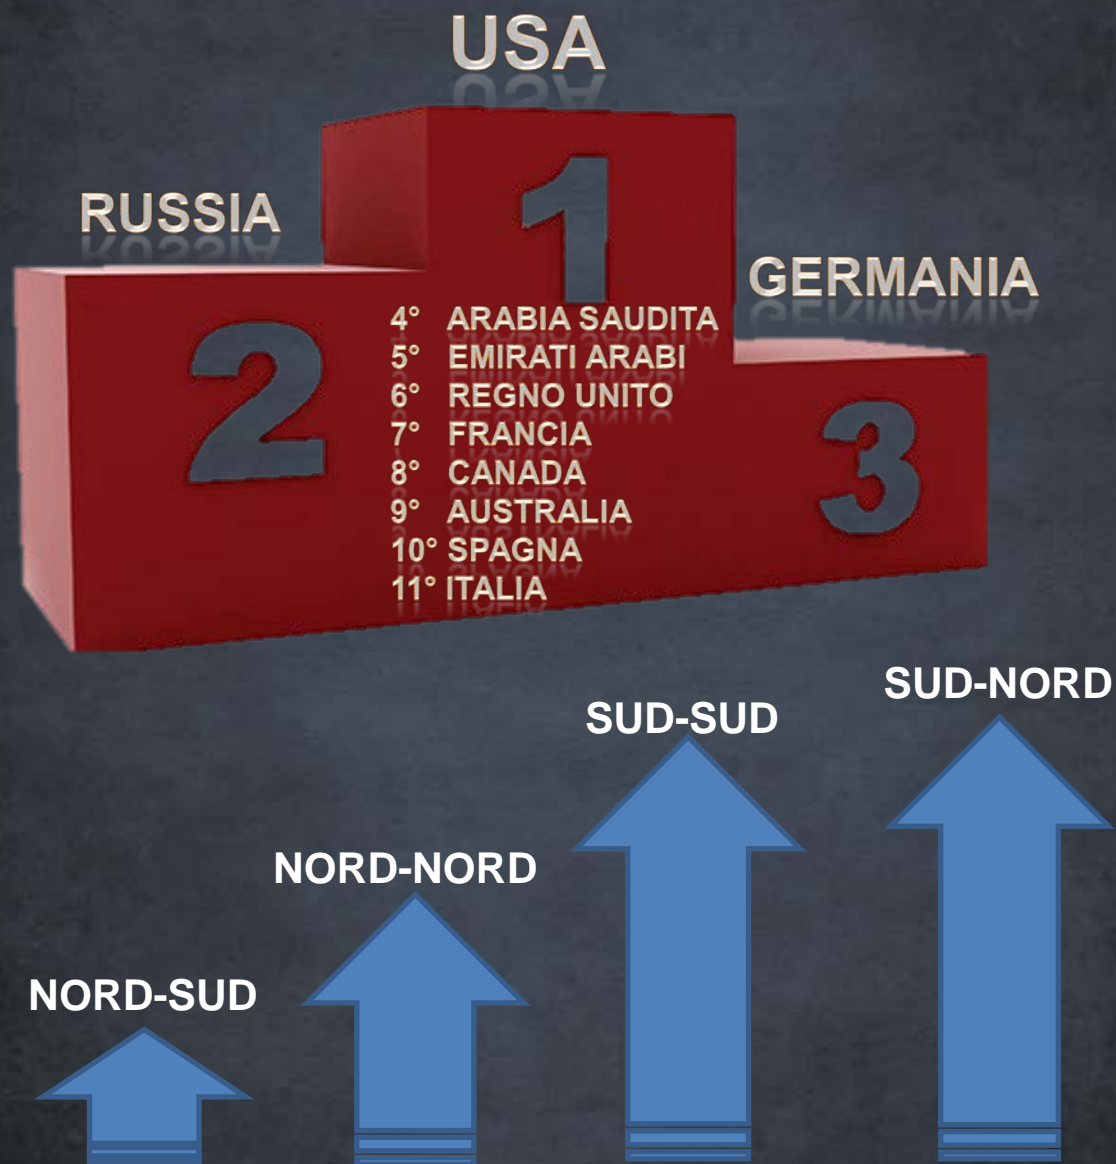 USA
RUSSIA
1
GERMANIA
2
4° ARABIA SAUDITA
5° EMIRATI ARABI
6° REGNO UNITO
7° FRANCIA
8° CANADA
9° AUSTRALIA
10° SPAGNA
11° ITALIA
3
SUD-NORD
SUD-SUD
NORD-NORD
NORD-SUD